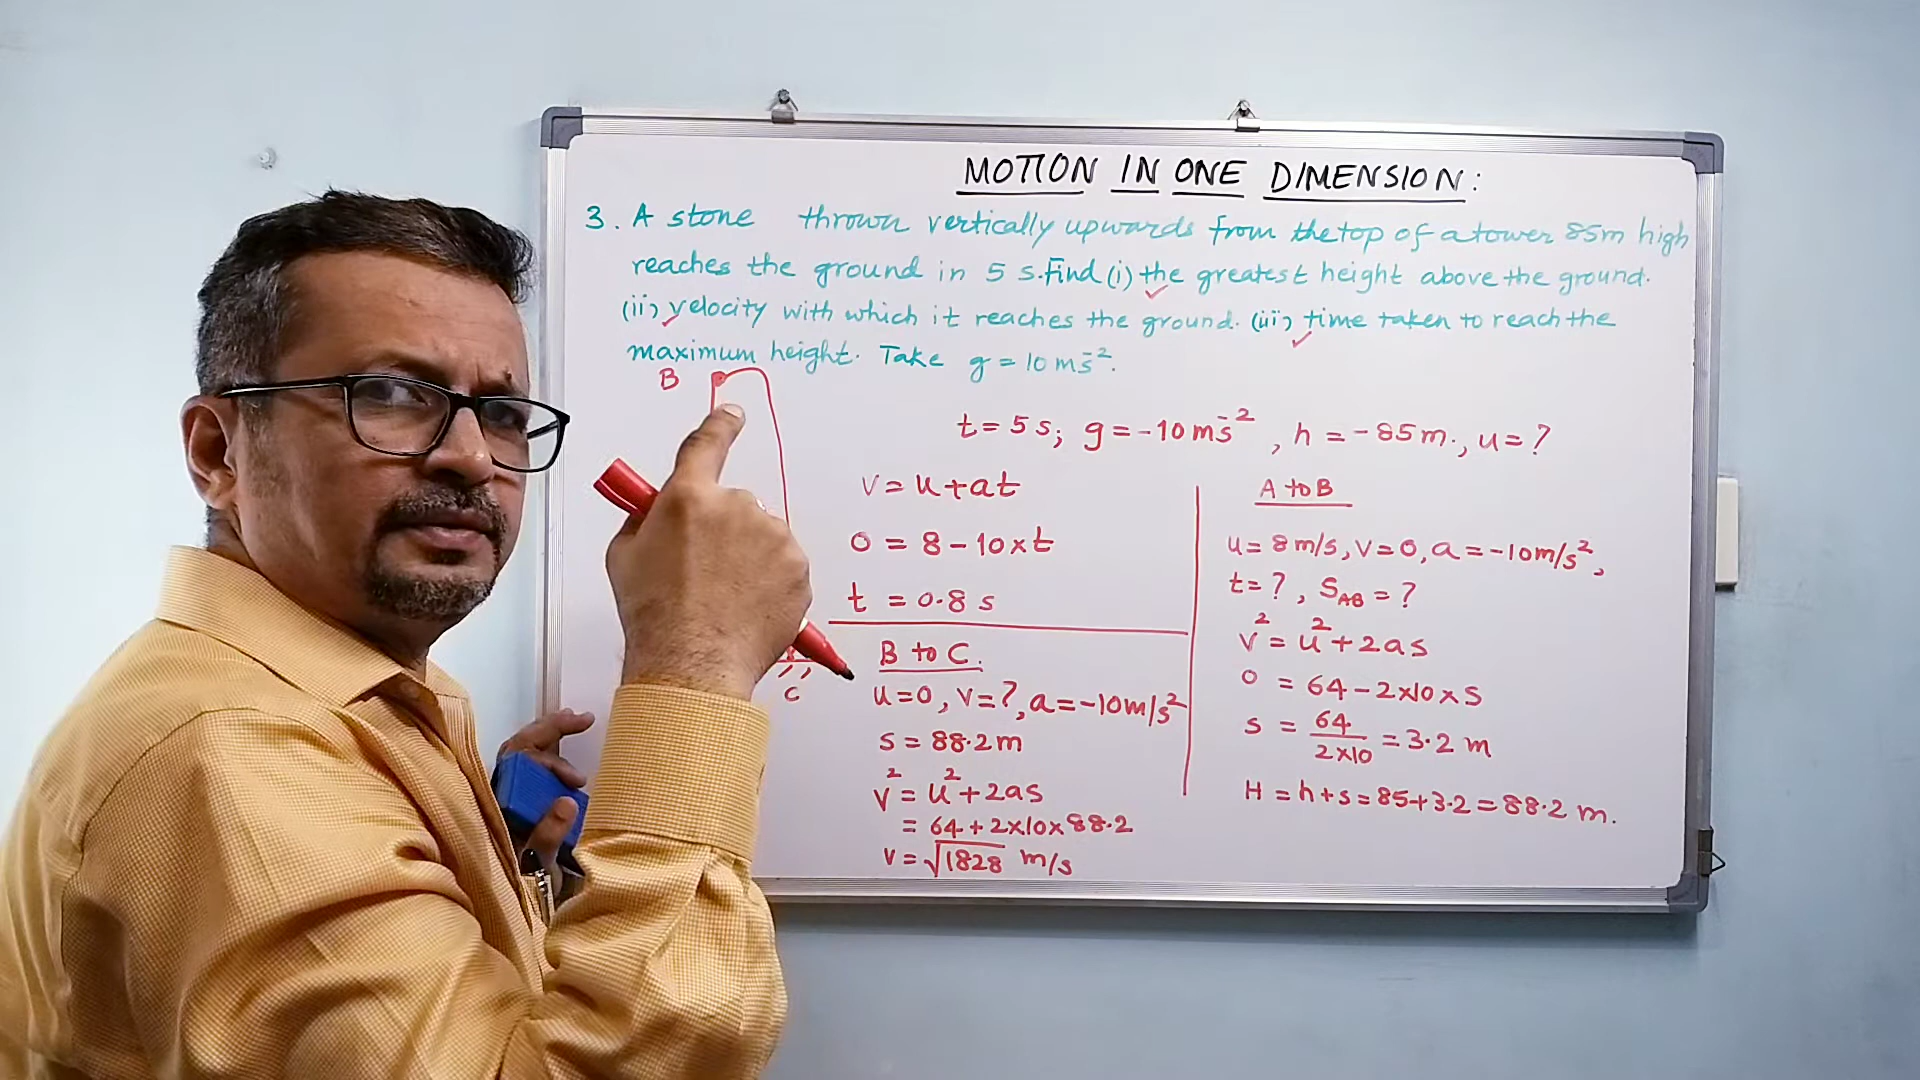 MOTION IN ONE DIMENSION:
3. A stone thrown vertically upwards from the top of a tower 85m high
reaches the ground in 5 s. Find (i) the greatest height above the ground.
(ii) velocity with which it reaches the ground. (iii) time taken to reach the
maximum height. Take g = 10 ms⁻².
B
t = 5 s; g = -10 ms⁻², h = -85 m., u = ?
v = u + at
0 = 8 - 10 x t
t = 0.8 s
B to C.
u = 0, v = ?, a = -10 m/s²
s = 88.2 m
v² = u² + 2as
= 64 + 2x10x88.2
v = √1828 m/s
C
A to B
u = 8 m/s, v = 0, a = -10 m/s²,
t = ?, S_AB = ?
v² = u² + 2as
0 = 64 - 2x10xS
S = 64/2x10 = 3.2 m
H = h + s = 85 + 3.2 = 88.2 m.